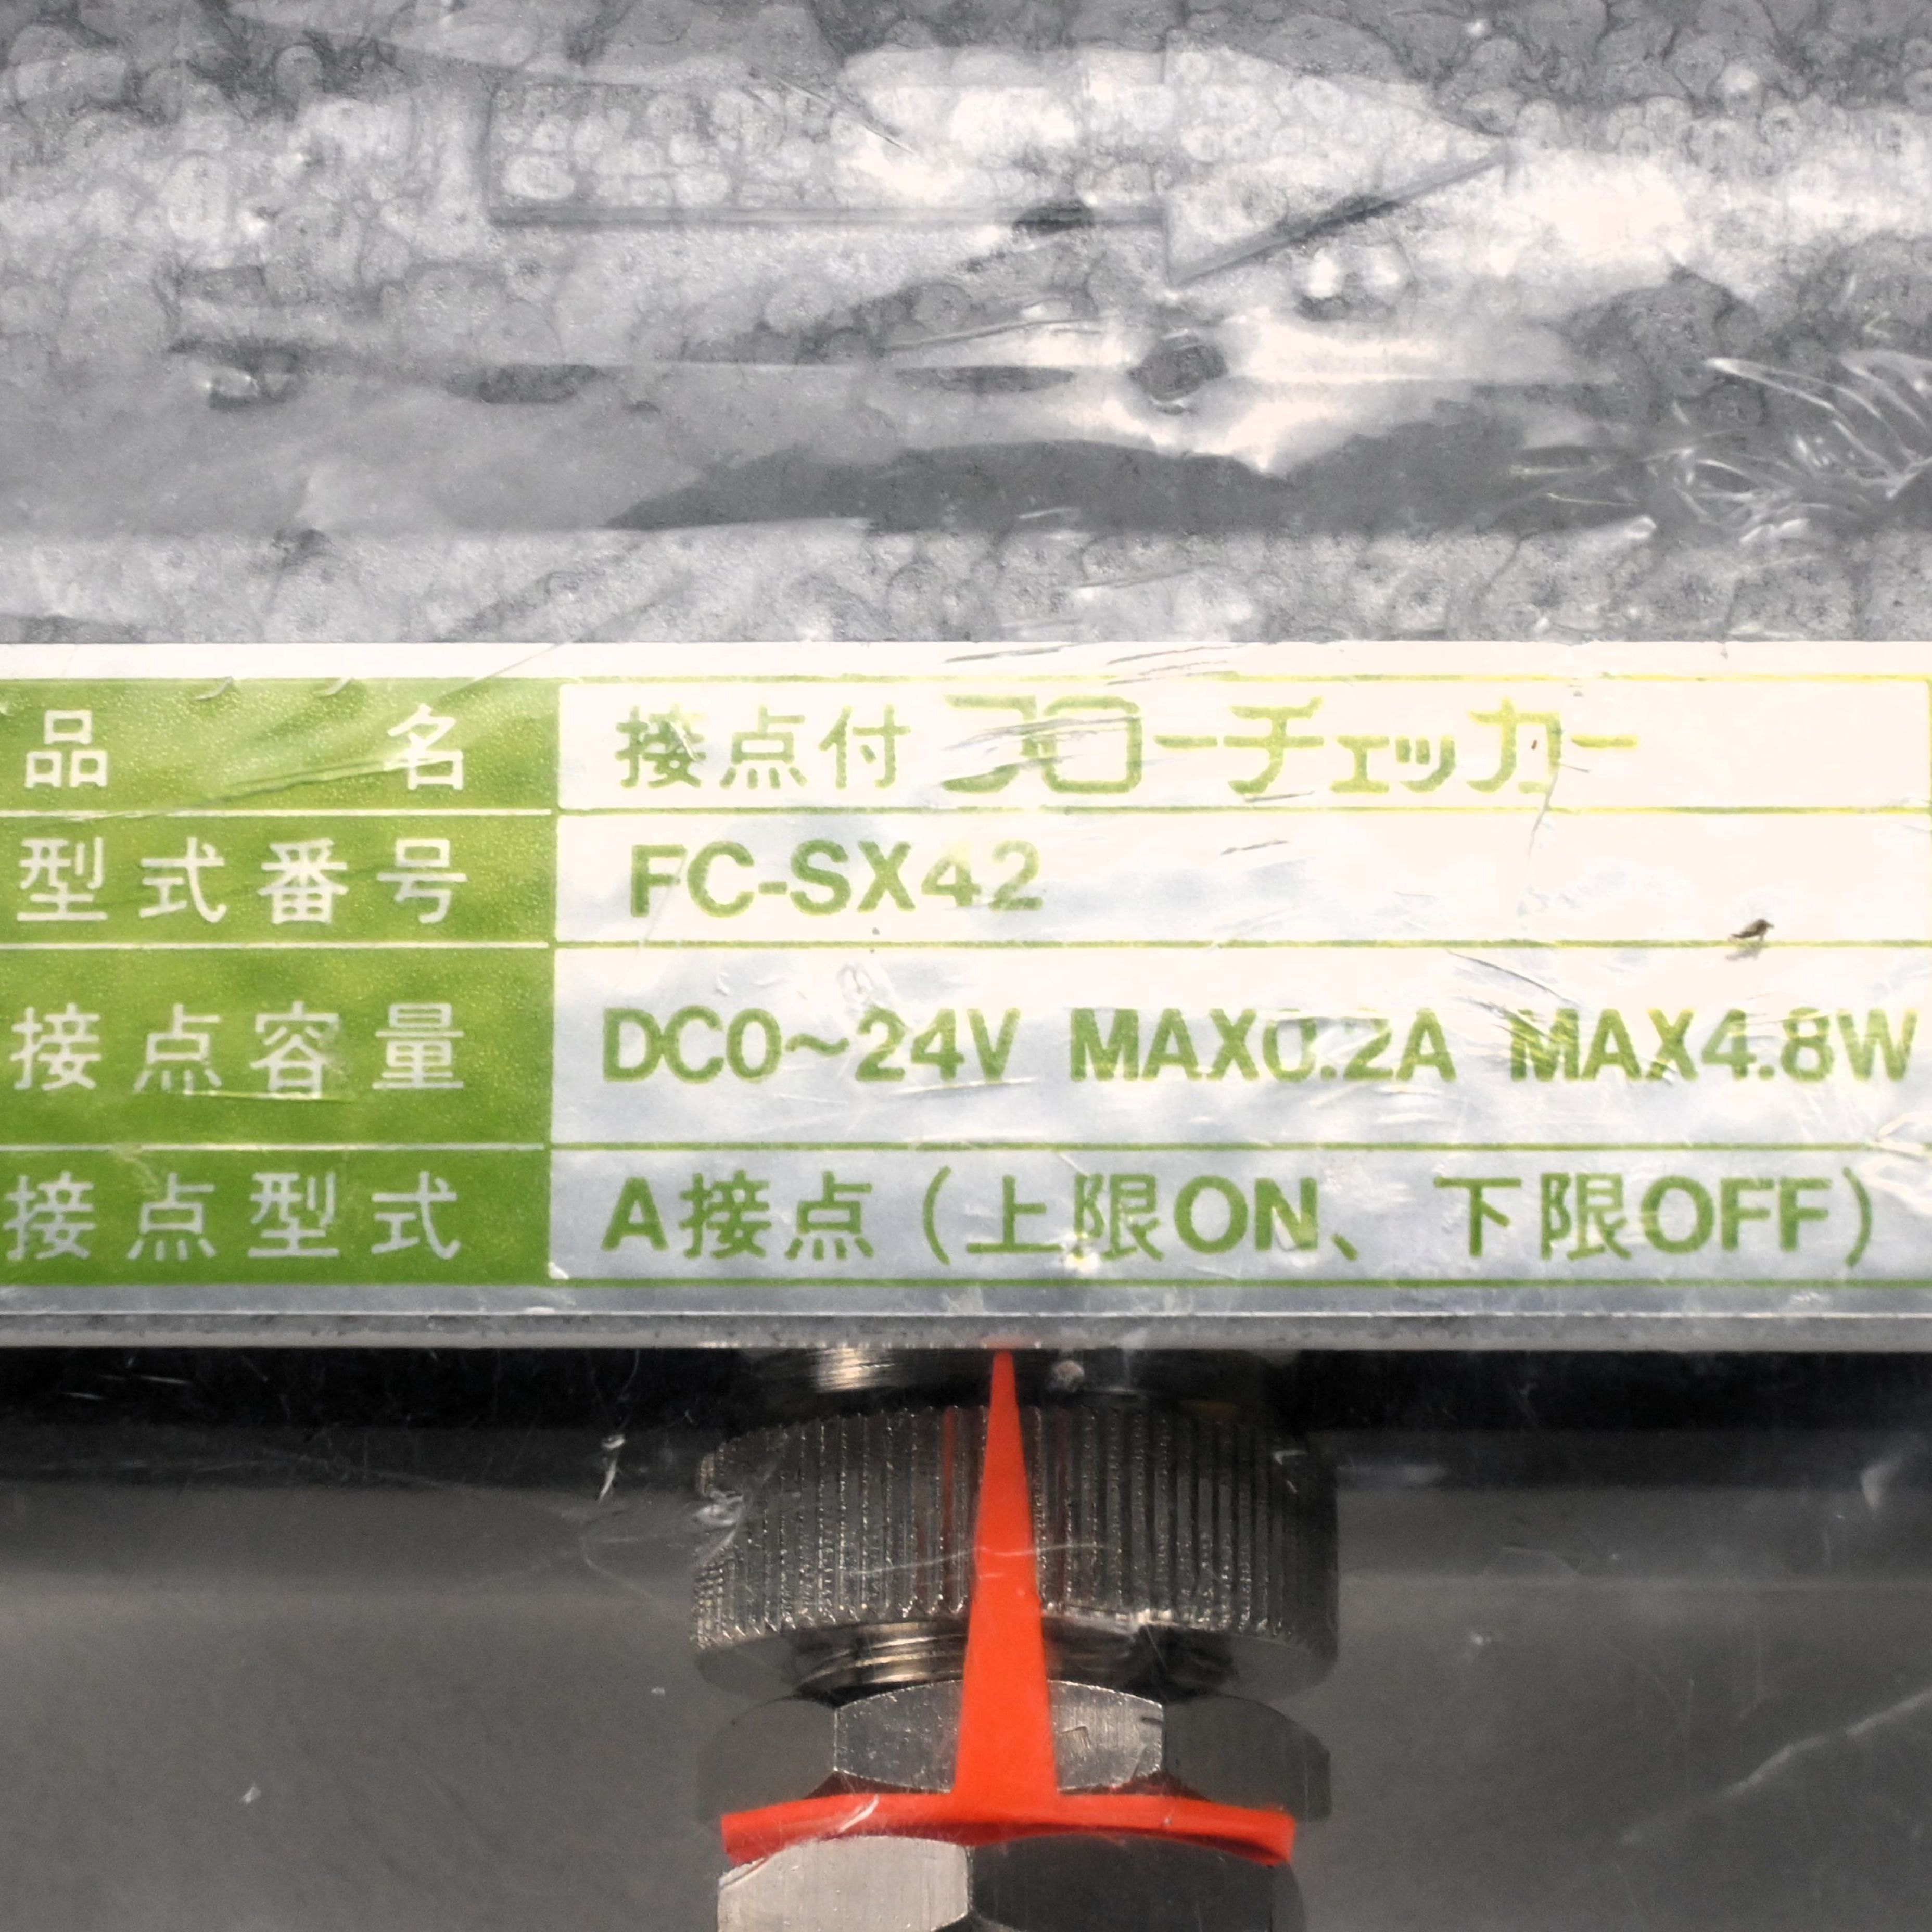 品名 接点付フローチェッカー
型式番号 FC-SX42
接点容量 DC0~24V MAX0.2A MAX4.8W
接点型式 A接点(上限ON、下限OFF)